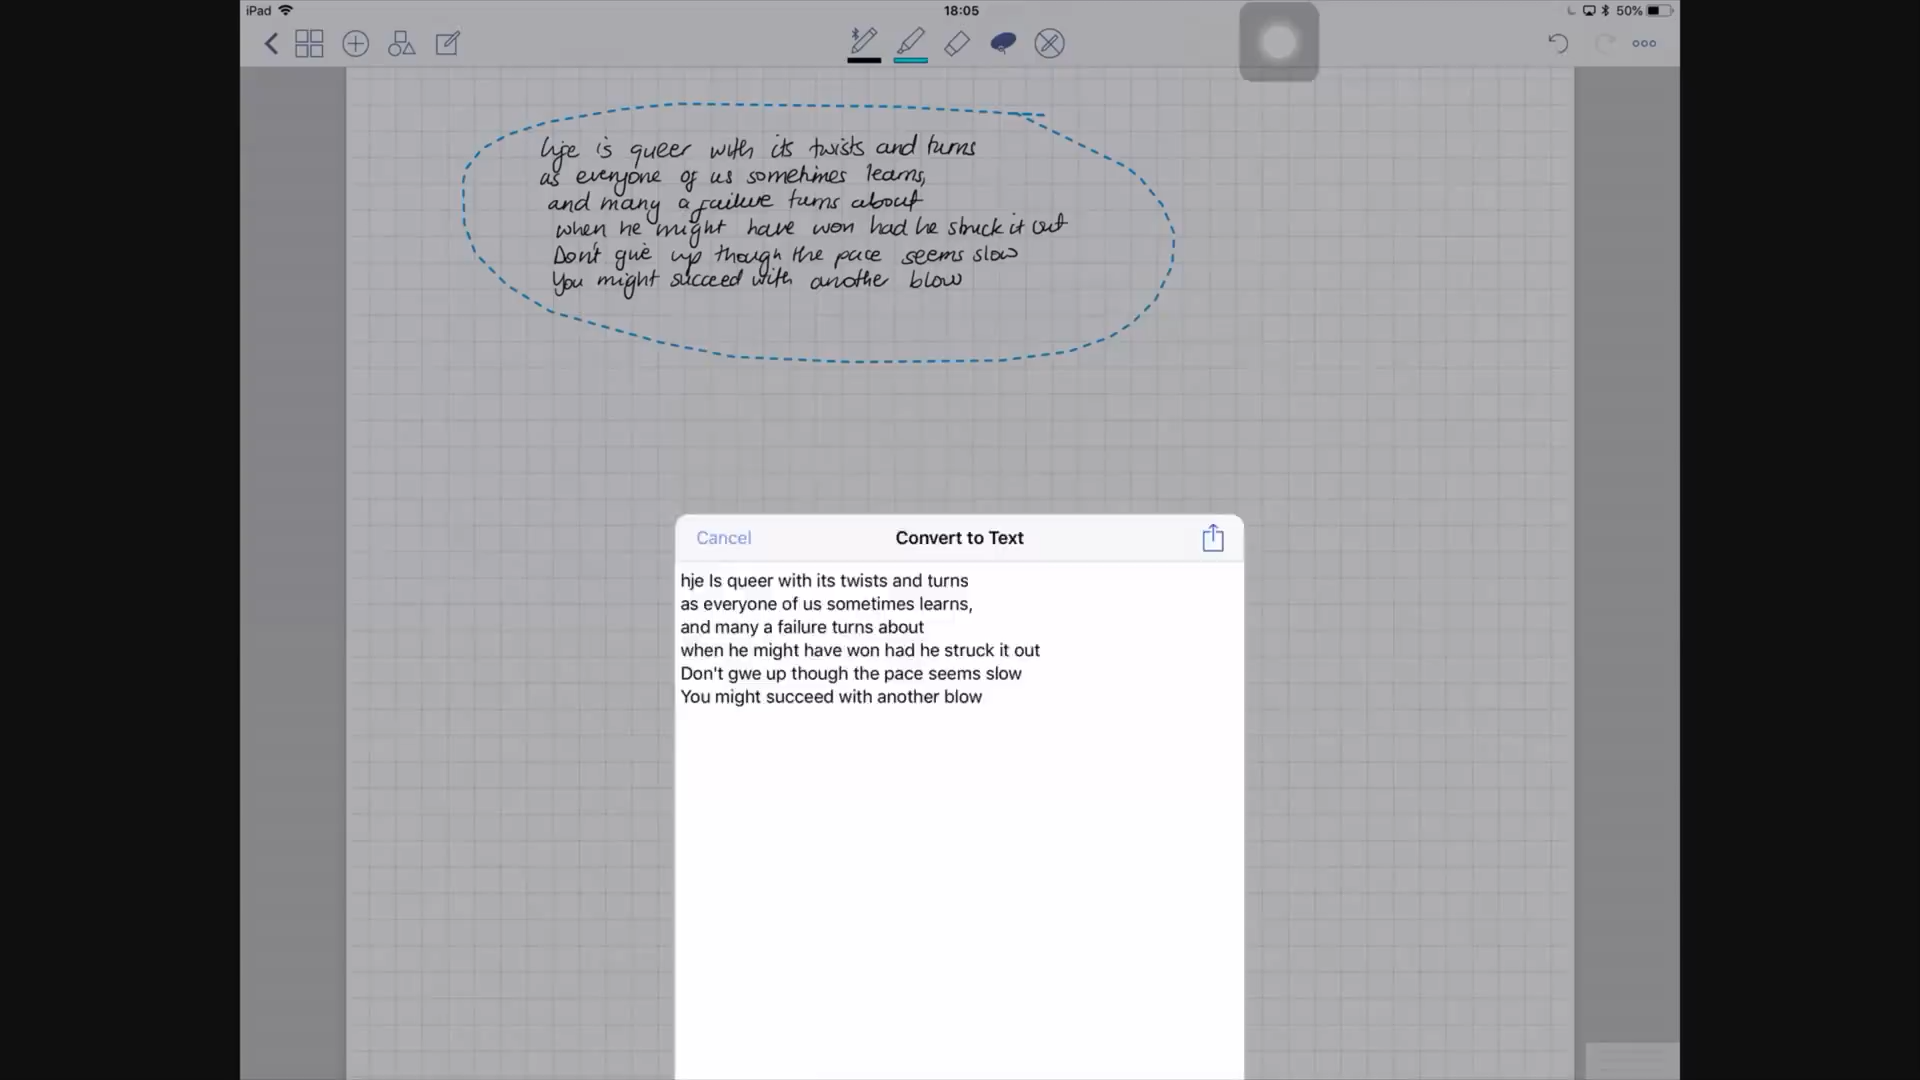 iPad
18:05
50%
Life is queer with its twists and turns
as everyone of us sometimes learns,
and many a failure turns about
when he might have won had he struck it out
Don't give up though the pace seems slow
You might succeed with another blow
Cancel
Convert to Text
hje Is queer with its twists and turns
as everyone of us sometimes learns,
and many a failure turns about
when he might have won had he struck it out
Don't gwe up though the pace seems slow
You might succeed with another blow